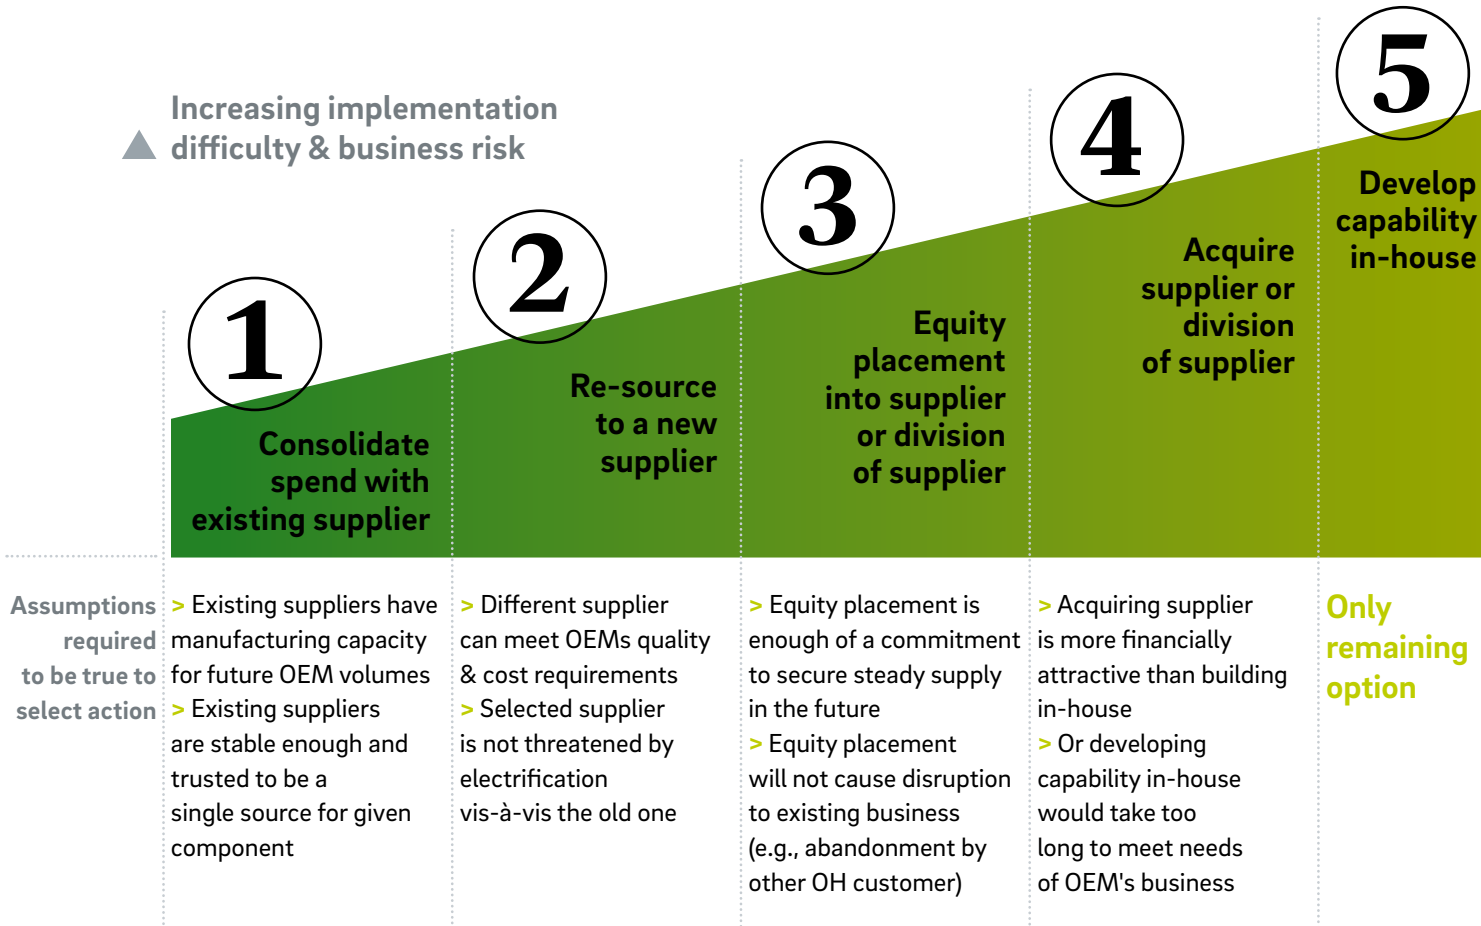 Increasing implementation
difficulty & business risk
1
Consolidate
spend with
existing supplier
2
Re-source
to a new
supplier
3
Equity
placement
into supplier
or division
of supplier
4
Acquire
supplier or
division
of supplier
5
Develop
capability
in-house
Assumptions
required
to be true to
select action
> Existing suppliers have
manufacturing capacity
for future OEM volumes
> Existing suppliers
are stable enough and
trusted to be a
single source for given
component
> Different supplier
can meet OEMs quality
& cost requirements
> Selected supplier
is not threatened by
electrification
vis-à-vis the old one
> Equity placement is
enough of a commitment
to secure steady supply
in the future
> Equity placement
will not cause disruption
to existing business
(e.g., abandonment by
other OH customer)
> Acquiring supplier
is more financially
attractive than building
in-house
> Or developing
capability in-house
would take too
long to meet needs
of OEM's business
Only
remaining
option